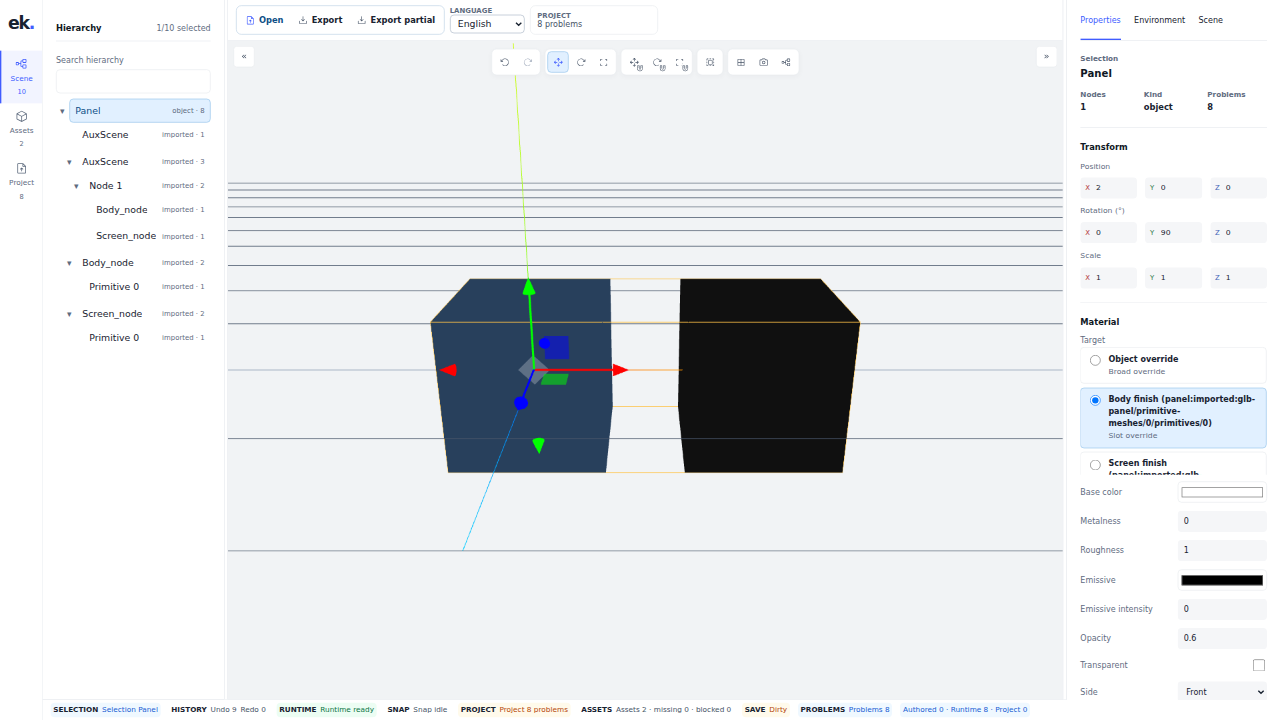 ek.
Scene
10
Assets
2
Project
8
Hierarchy
1/10 selected
Search hierarchy
Panel
object · 8
AuxScene
imported · 1
AuxScene
imported · 3
Node 1
imported · 2
Body_node
imported · 1
Screen_node
imported · 1
Body_node
imported · 2
Primitive 0
imported · 1
Screen_node
imported · 2
Primitive 0
imported · 1
Open
Export
Export partial
LANGUAGE
English
PROJECT
8 problems
«
»
Properties
Environment
Scene
Selection
Panel
Nodes
Kind
Problems
1
object
8
Transform
Position
X 2
Y 0
Z 0
Rotation (°)
X 0
Y 90
Z 0
Scale
X 1
Y 1
Z 1
Material
Target
Object override
Broad override
Body finish (panel:imported:glb-
panel/primitive-
meshes/0/primitives/0)
Slot override
Screen finish
(panel:imported:glb-
Base color
Metalness
0
Roughness
1
Emissive
Emissive intensity
0
Opacity
0.6
Transparent
Side
Front
SELECTION Selection Panel
HISTORY Undo 9 Redo 0
RUNTIME Runtime ready
SNAP Snap idle
PROJECT Project 8 problems
ASSETS Assets 2 · missing 0 · blocked 0
SAVE Dirty
PROBLEMS Problems 8
Authored 0 · Runtime 8 · Project 0